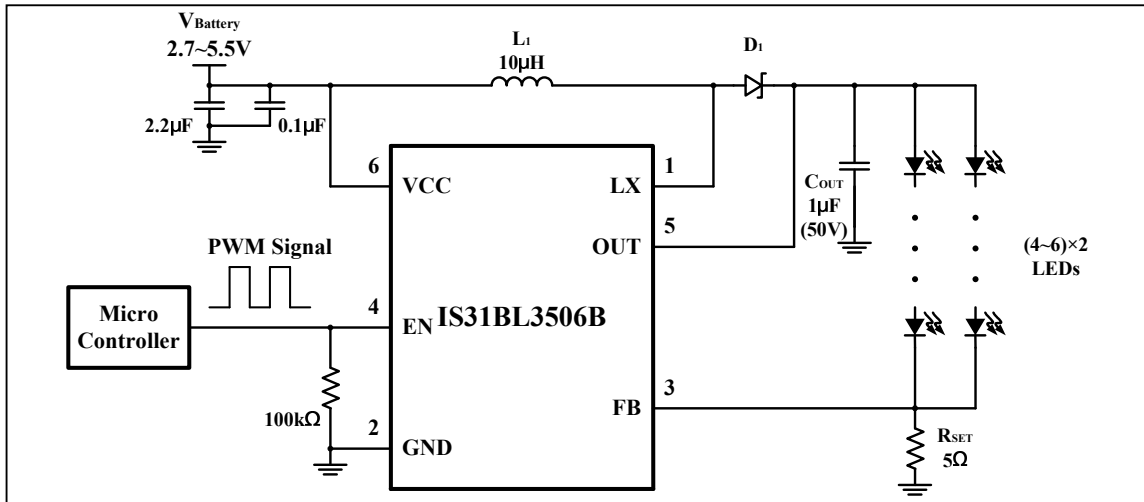 VBattery
2.7~5.5V
L1
10µH
D1
2.2µF
0.1µF
6
VCC
1
LX
COUT
1µF
(50V)
5
OUT
(4~6)×2
LEDs
PWM Signal
Micro
Controller
4
EN
IS31BL3506B
3
FB
100kΩ
2
GND
RSET
5Ω